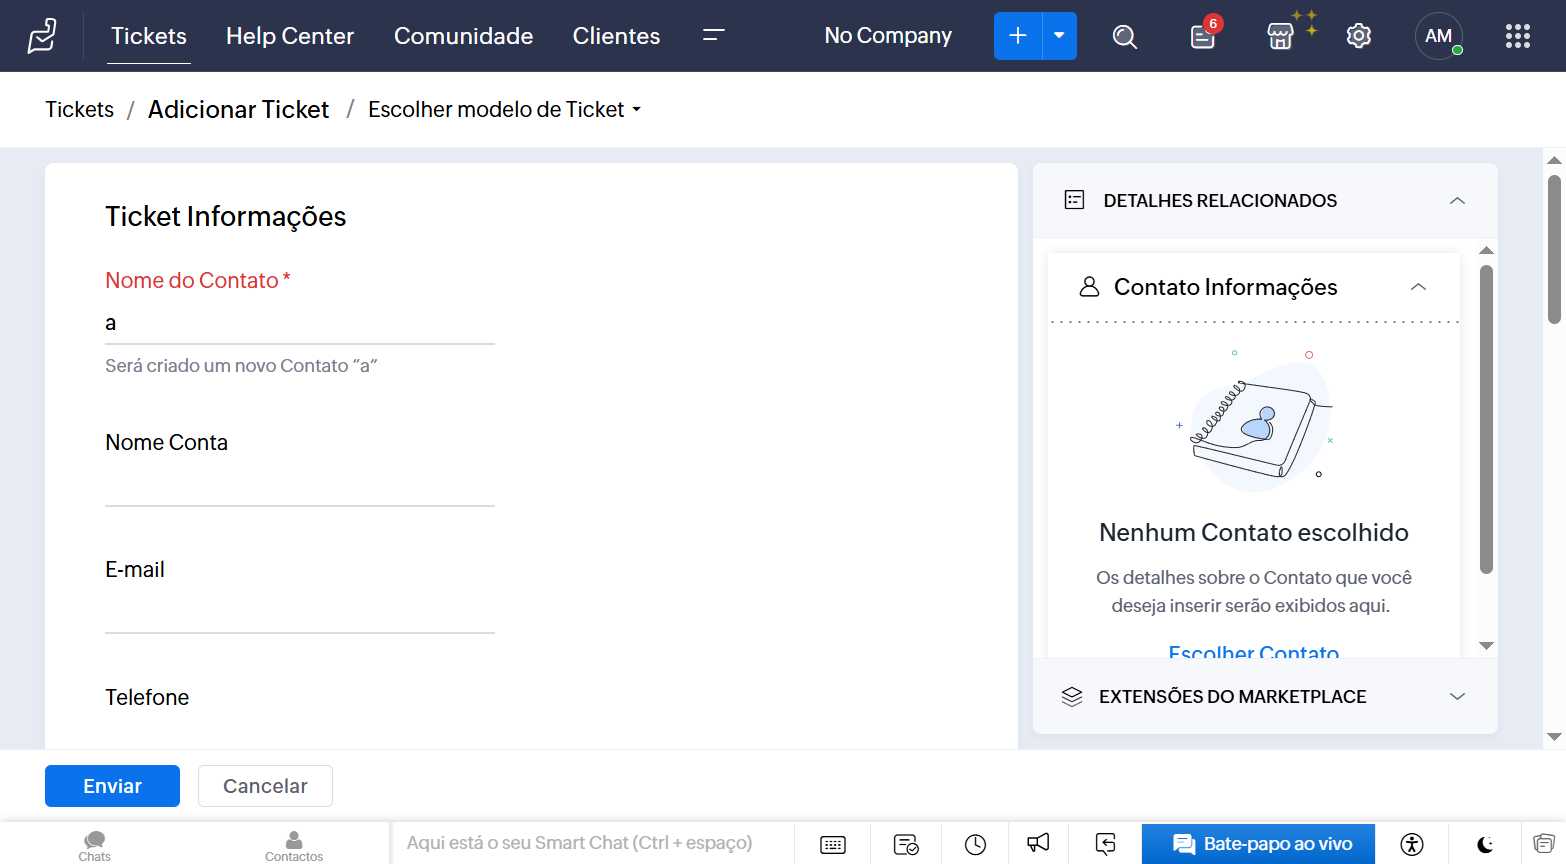 Tickets Help Center Comunidade Clientes No Company 6 AM
Tickets / Adicionar Ticket / Escolher modelo de Ticket
Ticket Informações
Nome do Contato *
a
Será criado um novo Contato "a"
Nome Conta
E-mail
Telefone
DETALHES RELACIONADOS
Contato Informações
Nenhum Contato escolhido
Os detalhes sobre o Contato que você
deseja inserir serão exibidos aqui.
Escolher Contato
EXTENSÕES DO MARKETPLACE
Enviar Cancelar
Chats Contactos Aqui está o seu Smart Chat (Ctrl + espaço) Bate-papo ao vivo